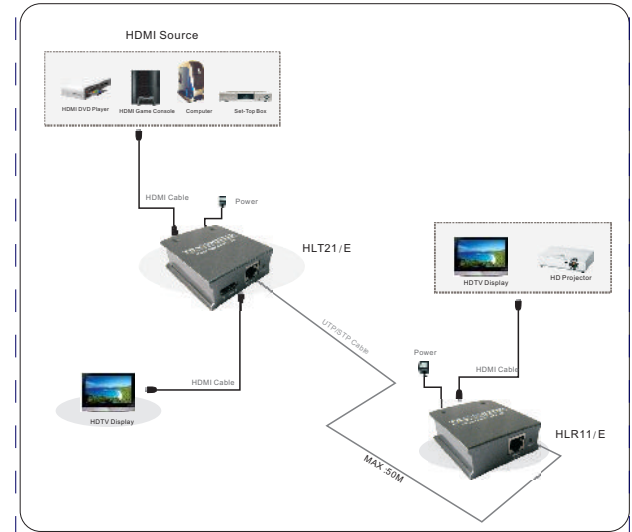 HDMI Source
HDMI DVD Player
HDMI Game Console
Computer
Set-Top Box
HDMI Cable
Power
HLT21/E
HDTV Display
HD Projector
UTP/STP Cable
Power
HDMI Cable
HDMI Cable
HDTV Display
HLR11/E
MAX :50M